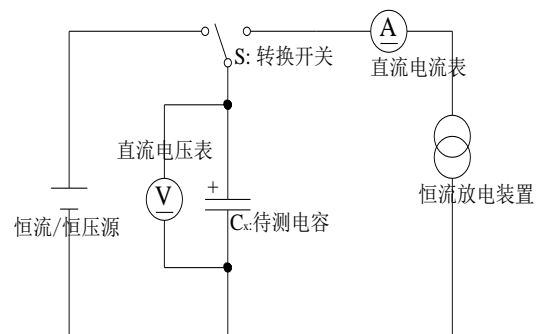 A
S: 转换开关
直流电流表
直流电压表
V
+
恒流放电装置
恒流/恒压源
Cx:待测电容